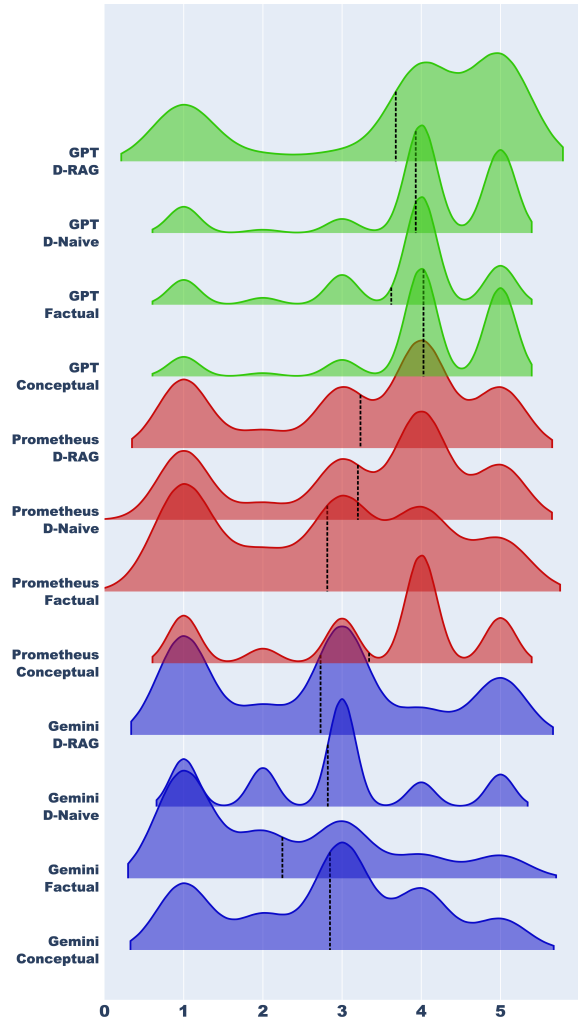 GPT
D-RAG
GPT
D-Naive
GPT
Factual
GPT
Conceptual
Prometheus
D-RAG
Prometheus
D-Naive
Prometheus
Factual
Prometheus
Conceptual
Gemini
D-RAG
Gemini
D-Naive
Gemini
Factual
Gemini
Conceptual
0 1 2 3 4 5